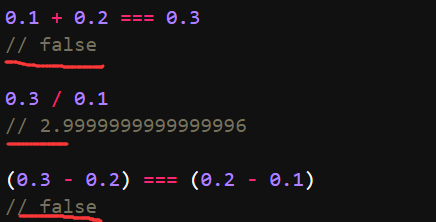 0.1 + 0.2 === 0.3
// false
0.3 / 0.1
// 2.9999999999999996
(0.3 - 0.2) === (0.2 - 0.1)
// false